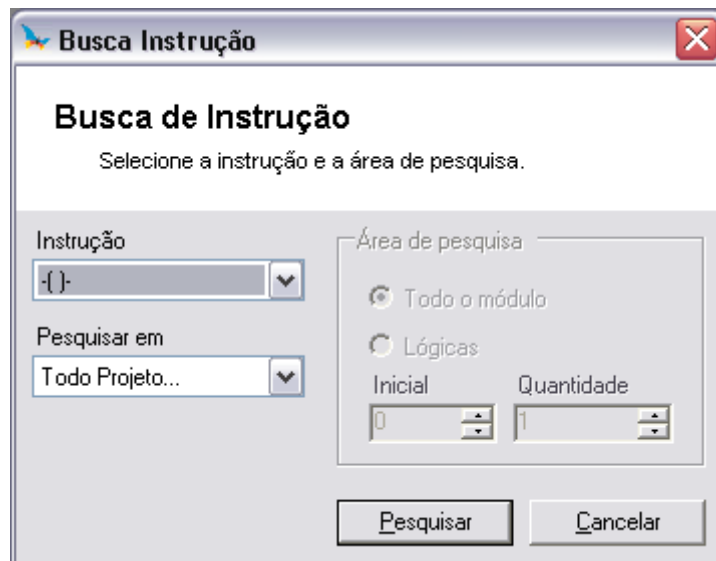 Busca Instrução
Busca de Instrução
Selecione a instrução e a área de pesquisa.
Instrução
-( )-
Pesquisar em
Todo Projeto...
Área de pesquisa
Todo o módulo
Lógicas
Inicial Quantidade
0 1
Pesquisar Cancelar